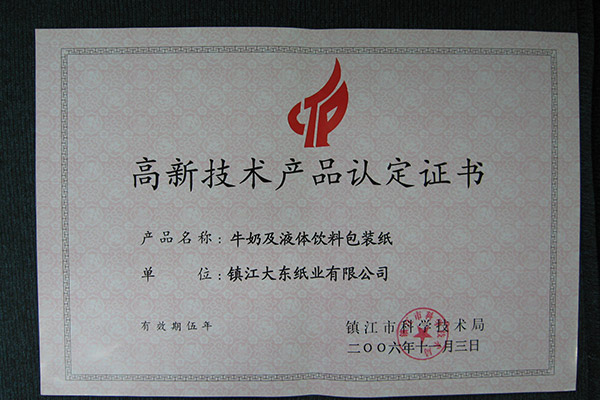 高新技术产品认定证书
产品名称：牛奶及液体饮料包装纸
单位：镇江大东纸业有限公司
有效期伍年
镇江市科学技术局
二〇〇六年十一月三日